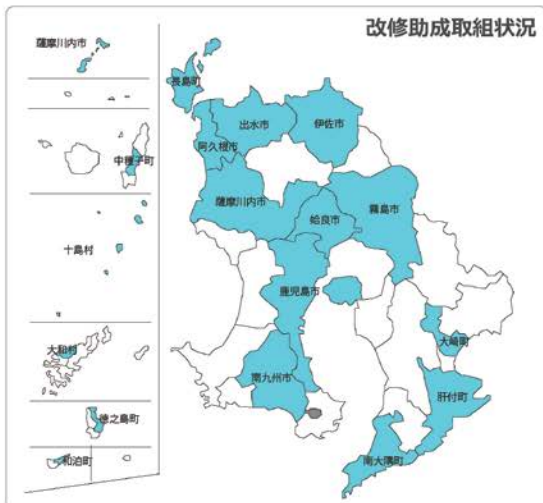 改修助成取組状況
薩摩川内市
長島町
出水市
伊佐市
阿久根市
中種子町
薩摩川内市
姶良市
霧島市
十島村
鹿児島市
大崎町
大和村
南九州市
肝付町
徳之島町
南大隅町
和泊町